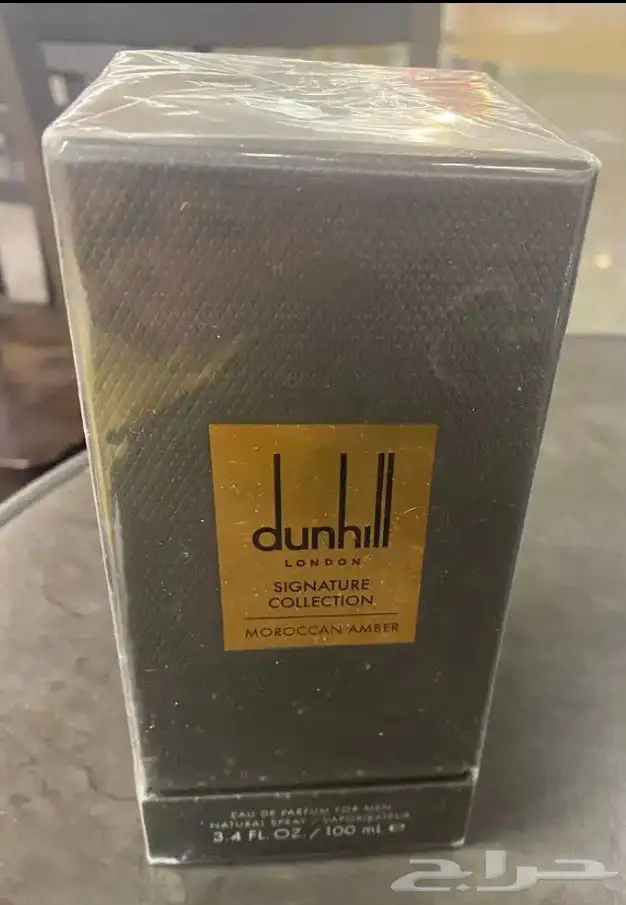 dunhill
LONDON
SIGNATURE
COLLECTION
MOROCCAN AMBER
EAU DE PARFUM FOR MEN
NATURAL SPRAY / VAPORISATEUR
3.4 FL.OZ. / 100 mL ℮
حراج